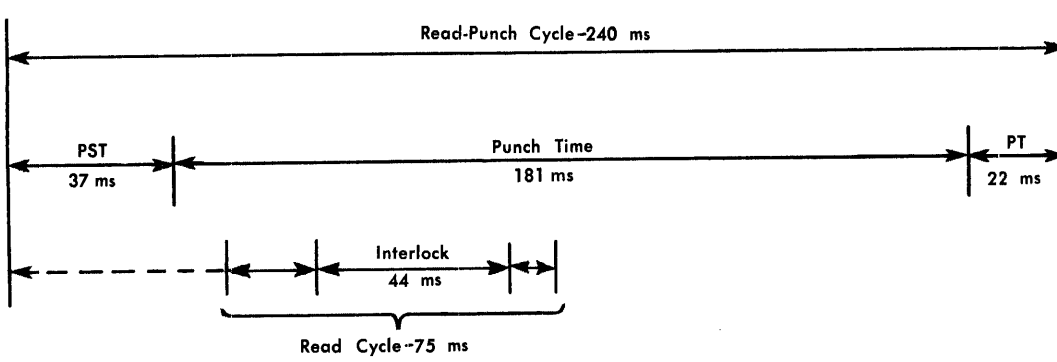 Read-Punch Cycle-240 ms
PST
37 ms
Punch Time
181 ms
PT
22 ms
Interlock
44 ms
Read Cycle--75 ms